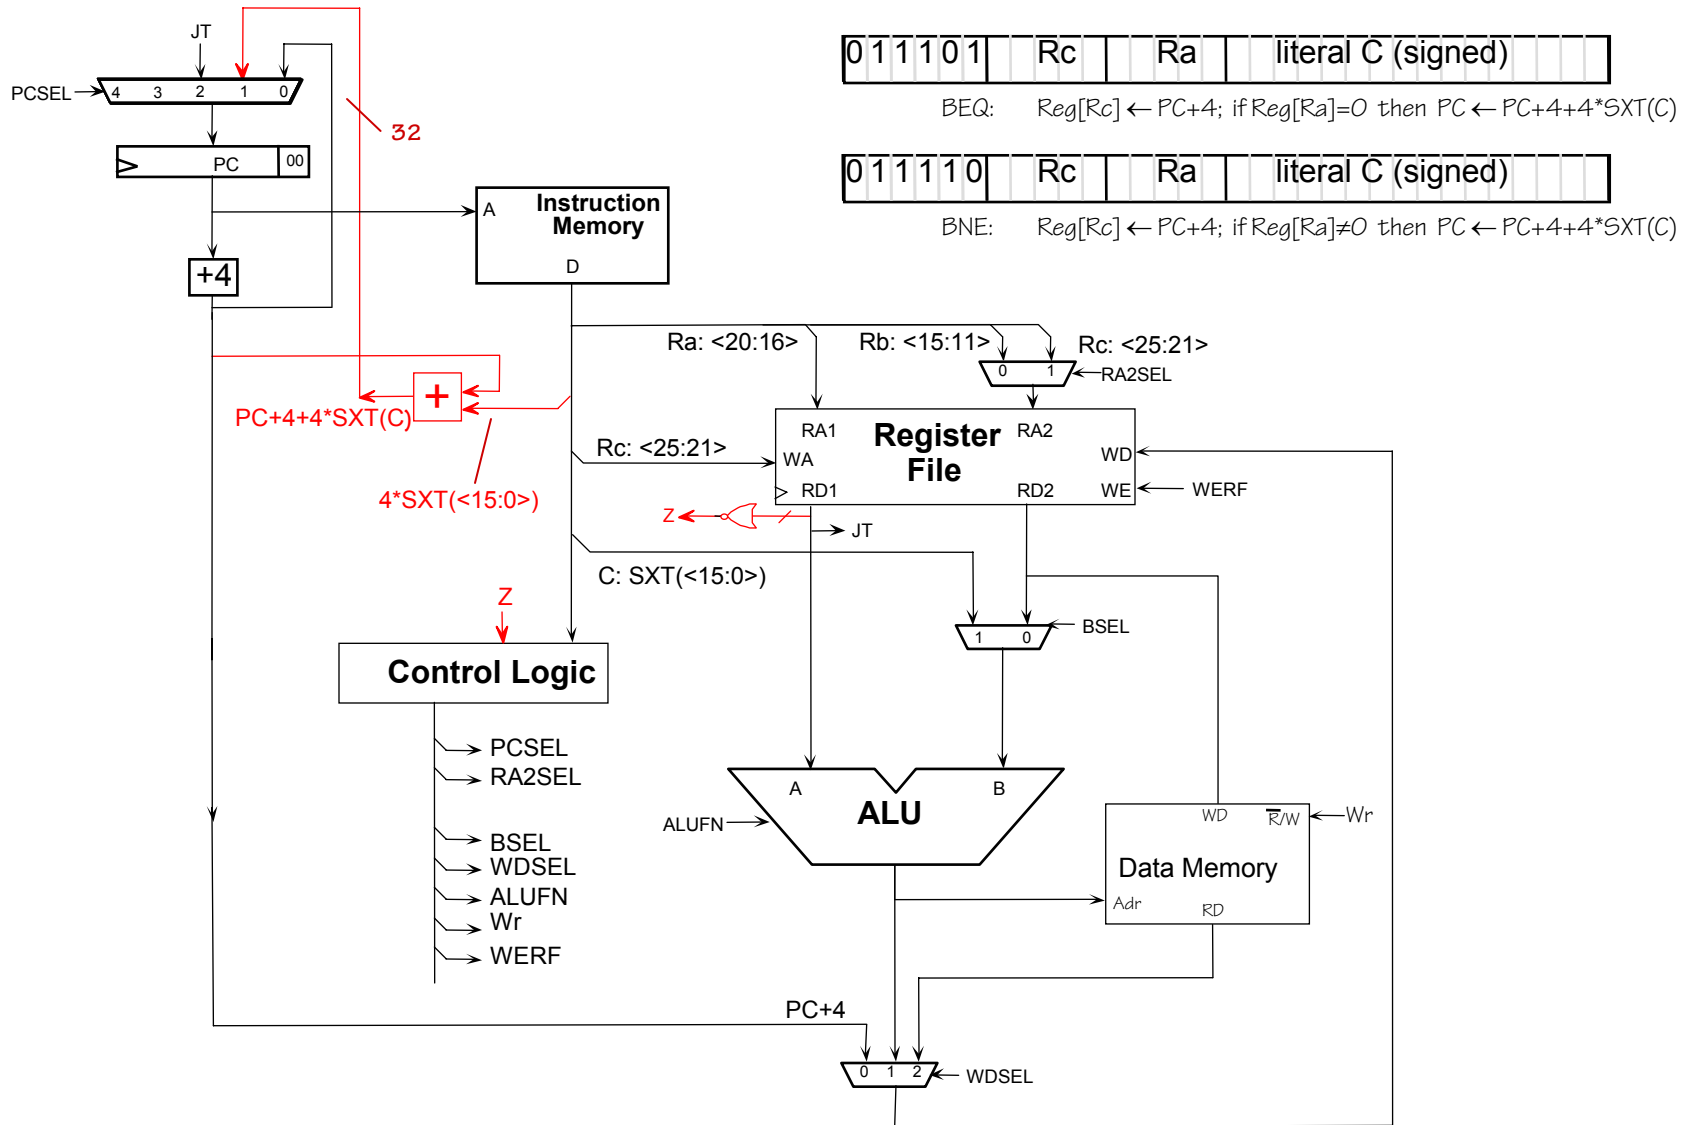 JT
PCSEL
4 3 2 1 0
32
PC 00
+4
Instruction
Memory
A
D
011101 Rc Ra literal C (signed)
BEQ: Reg[Rc] ← PC+4; if Reg[Ra]=0 then PC ← PC+4+4*SXT(C)
011110 Rc Ra literal C (signed)
BNE: Reg[Rc] ← PC+4; if Reg[Ra]≠0 then PC ← PC+4+4*SXT(C)
Ra: <20:16>
Rb: <15:11>
Rc: <25:21>
0 1
RA2SEL
+
PC+4+4*SXT(C)
4*SXT(<15:0>)
Rc: <25:21>
RA1
Register
File
RA2
WA
WD
RD1
RD2
WE
WERF
Z
JT
C: SXT(<15:0>)
1 0
BSEL
Z
Control Logic
PCSEL
RA2SEL
BSEL
WDSEL
ALUFN
Wr
WERF
A
B
ALU
ALUFN
WD
R̅/W
Wr
Data Memory
Adr
RD
PC+4
0 1 2
WDSEL